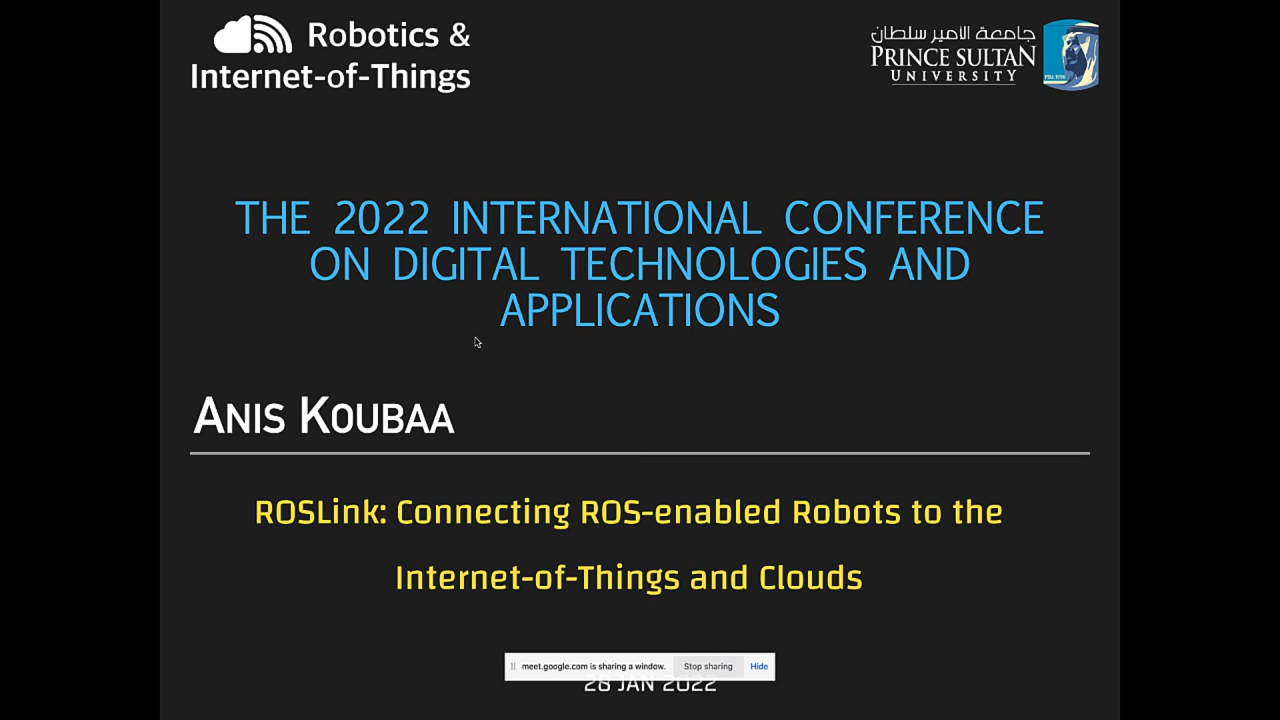 Robotics &
Internet-of-Things
جامعة الأمير سلطان
PRINCE SULTAN
UNIVERSITY
PSU.1999
THE 2022 INTERNATIONAL CONFERENCE
ON DIGITAL TECHNOLOGIES AND
APPLICATIONS
ANIS KOUBAA
ROSLink: Connecting ROS-enabled Robots to the
Internet-of-Things and Clouds
meet.google.com is sharing a window. Stop sharing Hide
28 JAN 2022